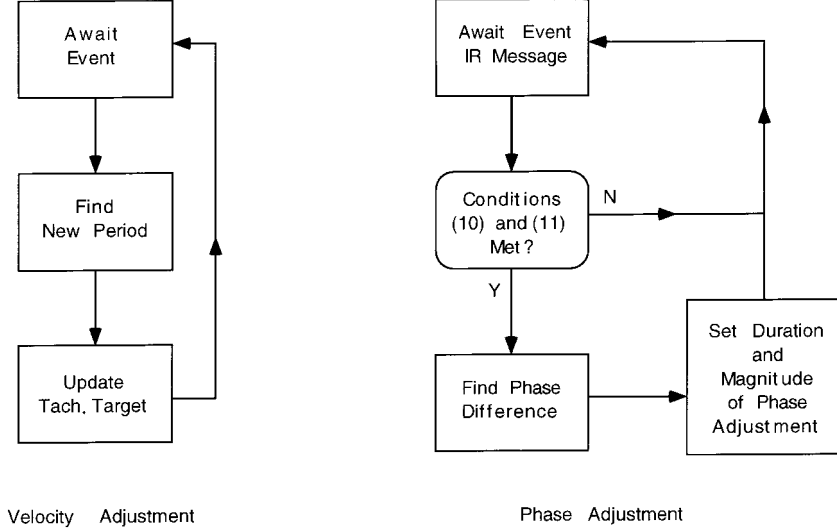 Await
Event
Find
New Period
Update
Tach, Target
Velocity Adjustment
Await Event
IR Message
Conditions
(10) and (11)
Met?
N
Y
Find Phase
Difference
Set Duration
and
Magnitude
of Phase
Adjustment
Phase Adjustment